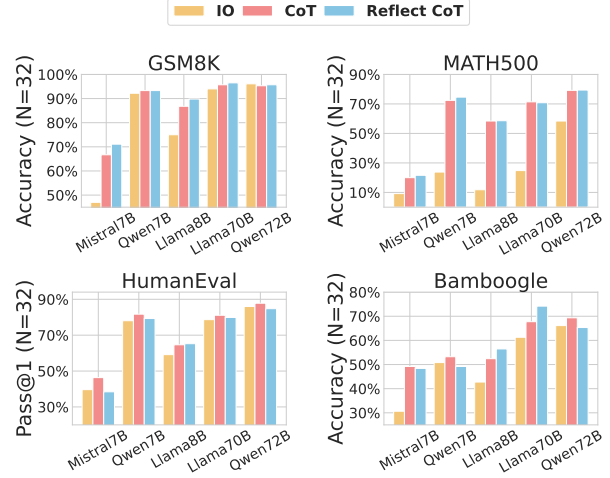 IO CoT Reflect CoT
GSM8K
Accuracy (N=32)
100%
90%
80%
70%
60%
50%
Mistral7B
Qwen7B
Llama8B
Llama70B
Qwen72B
MATH500
Accuracy (N=32)
90%
70%
50%
30%
10%
Mistral7B
Qwen7B
Llama8B
Llama70B
Qwen72B
HumanEval
Pass@1 (N=32)
90%
70%
50%
30%
Mistral7B
Qwen7B
Llama8B
Llama70B
Qwen72B
Bamboogle
Accuracy (N=32)
80%
70%
60%
50%
40%
30%
Mistral7B
Qwen7B
Llama8B
Llama70B
Qwen72B